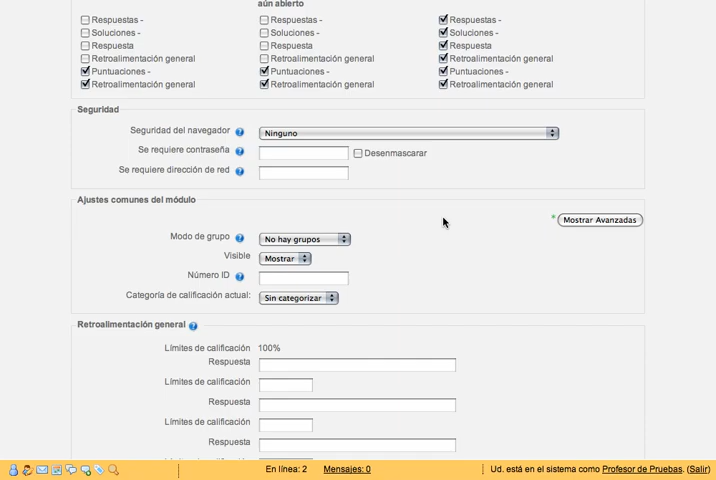 aún abierto
Respuestas - Respuestas - Respuestas -
Soluciones - Soluciones - Soluciones -
Respuesta Respuesta Respuesta
Retroalimentación general Retroalimentación general Retroalimentación general
Puntuaciones - Puntuaciones - Puntuaciones -
Retroalimentación general Retroalimentación general Retroalimentación general
Seguridad
Seguridad del navegador Ninguno
Se requiere contraseña Desenmascarar
Se requiere dirección de red
Ajustes comunes del módulo
* Mostrar Avanzadas
Modo de grupo No hay grupos
Visible Mostrar
Número ID
Categoría de calificación actual: Sin categorizar
Retroalimentación general
Límites de calificación 100%
Respuesta
Límites de calificación
Respuesta
Límites de calificación
Respuesta
En línea: 2 Mensajes: 0 Ud. está en el sistema como Profesor de Pruebas. (Salir)